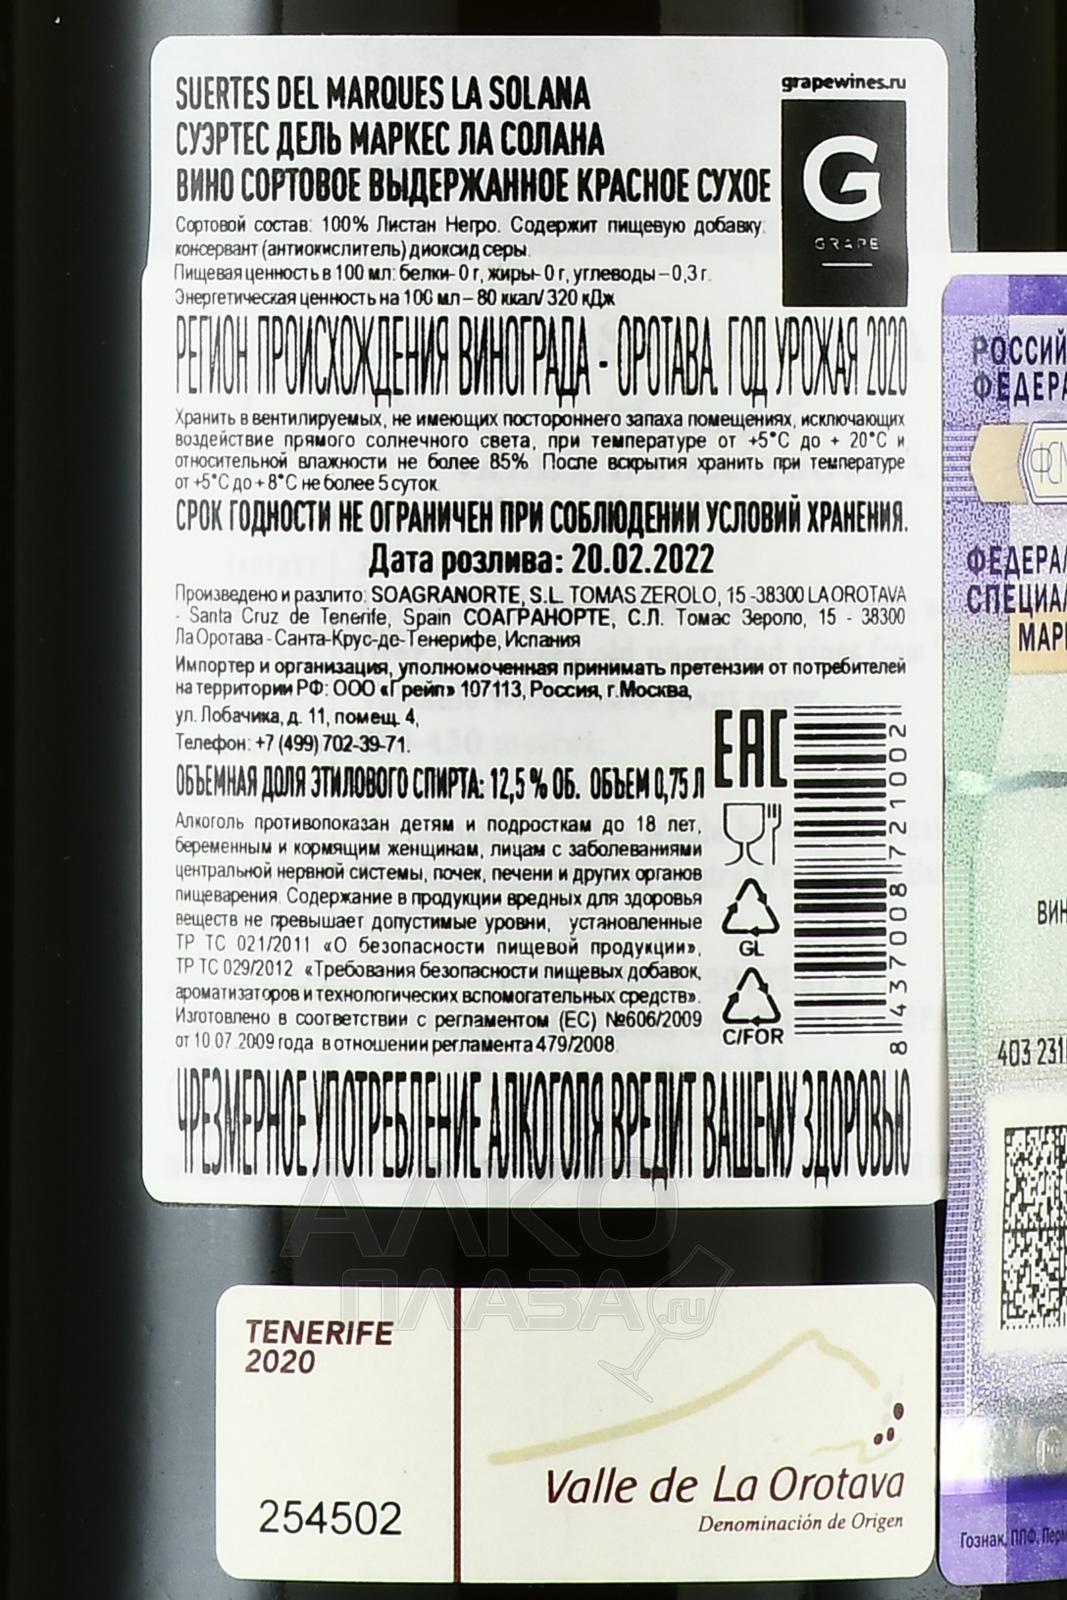 SUERTES DEL MARQUES LA SOLANA
СУЭРТЕС ДЕЛЬ МАРКЕС ЛА СОЛАНА
ВИНО СОРТОВОЕ ВЫДЕРЖАННОЕ КРАСНОЕ СУХОЕ
grapewines.ru
G
GRAPE
Сортовой состав: 100% Листан Негро. Содержит пищевую добавку:
консервант (антиокислитель) диоксид серы.
Пищевая ценность в 100 мл: белки- 0 г, жиры- 0 г, углеводы – 0,3 г.
Энергетическая ценность на 100 мл – 80 ккал/ 320 кДж
РЕГИОН ПРОИСХОЖДЕНИЯ ВИНОГРАДА - ОРОТАВА. ГОД УРОЖАЯ 2020
Хранить в вентилируемых, не имеющих постороннего запаха помещениях, исключающих
воздействие прямого солнечного света, при температуре от +5°C до + 20°C и
относительной влажности не более 85%. После вскрытия хранить при температуре
от +5°C до + 8°C не более 5 суток.
СРОК ГОДНОСТИ НЕ ОГРАНИЧЕН ПРИ СОБЛЮДЕНИИ УСЛОВИЙ ХРАНЕНИЯ.
Дата розлива: 20.02.2022
Произведено и разлито: SOAGRANORTE, S.L. TOMAS ZEROLO, 15 -38300 LA OROTAVA
- Santa Cruz de Tenerife, Spain СОАГРАНОРТЕ, С.Л. Томас Зероло, 15 - 38300
Ла Оротава - Санта-Крус-де-Тенерифе, Испания
Импортер и организация, уполномоченная принимать претензии от потребителей
на территории РФ: ООО «Грейп» 107113, Россия, г.Москва,
ул. Лобачика, д. 11, помещ. 4,
Телефон: +7 (499) 702-39-71.
ОБЪЕМНАЯ ДОЛЯ ЭТИЛОВОГО СПИРТА: 12,5 % ОБ. ОБЪЕМ 0,75 Л
Алкоголь противопоказан детям и подросткам до 18 лет,
беременным и кормящим женщинам, лицам с заболеваниями
центральной нервной системы, почек, печени и других органов
пищеварения. Содержание в продукции вредных для здоровья
веществ не превышает допустимые уровни, установленные
ТР ТС 021/2011 «О безопасности пищевой продукции»,
ТР ТС 029/2012 «Требования безопасности пищевых добавок,
ароматизаторов и технологических вспомогательных средств».
Изготовлено в соответствии с регламентом (ЕС) №606/2009
от 10.07.2009 года в отношении регламента 479/2008.
EAC
GL
C/FOR
8 437008 721002
ЧРЕЗМЕРНОЕ УПОТРЕБЛЕНИЕ АЛКОГОЛЯ ВРЕДИТ ВАШЕМУ ЗДОРОВЬЮ
АЛКО
ПЛАЗА
.ru
TENERIFE
2020
254502
Valle de La Orotava
Denominación de Origen
РОССИЙ
ФЕДЕРА
ФСМ
ФЕДЕРАЛ
СПЕЦИАЛ
МАРК
ВИН
403 231
Гознак, ППФ, Перм